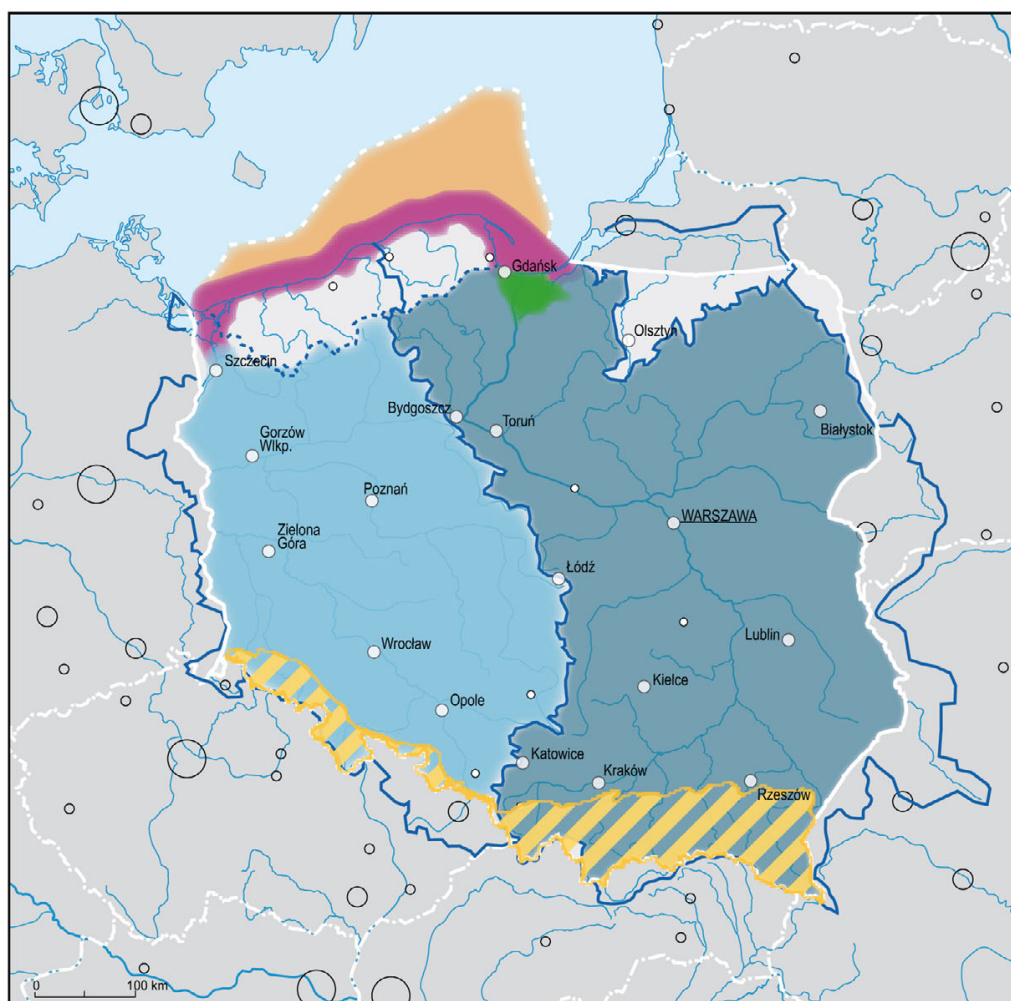 Gdańsk
Olsztyn
Szczecin
Bydgoszcz
Toruń
Białystok
Gorzów
Wlkp.
Poznań
WARSZAWA
Zielona
Góra
Łódź
Lublin
Wrocław
Kielce
Opole
Katowice
Kraków
Rzeszów
0 100 km